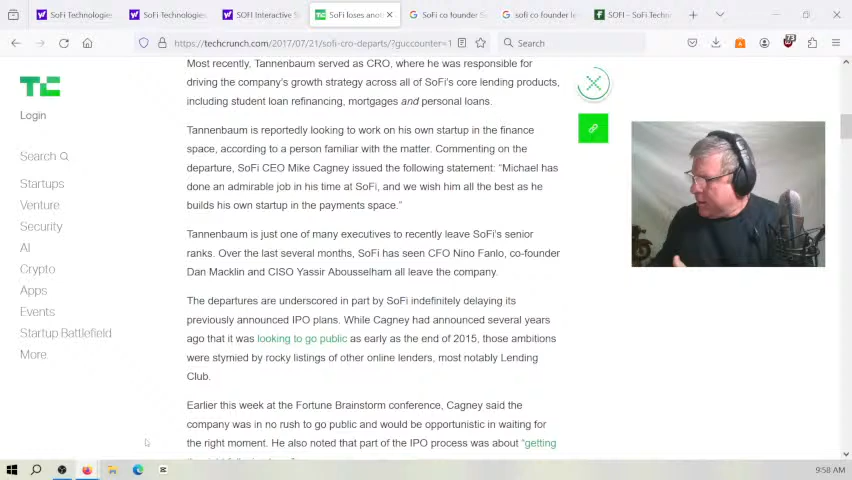 SoFi Technologies
SoFi Technologies
SOFI Interactive S
SoFi loses anot
SoFi co founder S
sofi co founder le
SOFI - SoFi Techn
https://techcrunch.com/2017/07/21/sofi-cro-departs/?guccounter=1
Search
73
Login
Search
Startups
Venture
Security
AI
Crypto
Apps
Events
Startup Battlefield
More
Most recently, Tannenbaum served as CRO, where he was responsible for
driving the company's growth strategy across all of SoFi's core lending products,
including student loan refinancing, mortgages and personal loans.
Tannenbaum is reportedly looking to work on his own startup in the finance
space, according to a person familiar with the matter. Commenting on the
departure, SoFi CEO Mike Cagney issued the following statement: “Michael has
done an admirable job in his time at SoFi, and we wish him all the best as he
builds his own startup in the payments space.”
Tannenbaum is just one of many executives to recently leave SoFi's senior
ranks. Over the last several months, SoFi has seen CFO Nino Fanlo, co-founder
Dan Macklin and CISO Yassir Abousselham all leave the company.
The departures are underscored in part by SoFi indefinitely delaying its
previously announced IPO plans. While Cagney had announced several years
ago that it was looking to go public as early as the end of 2015, those ambitions
were stymied by rocky listings of other online lenders, most notably Lending
Club.
Earlier this week at the Fortune Brainstorm conference, Cagney said the
company was in no rush to go public and would be opportunistic in waiting for
the right moment. He also noted that part of the IPO process was about “getting
9:58 AM